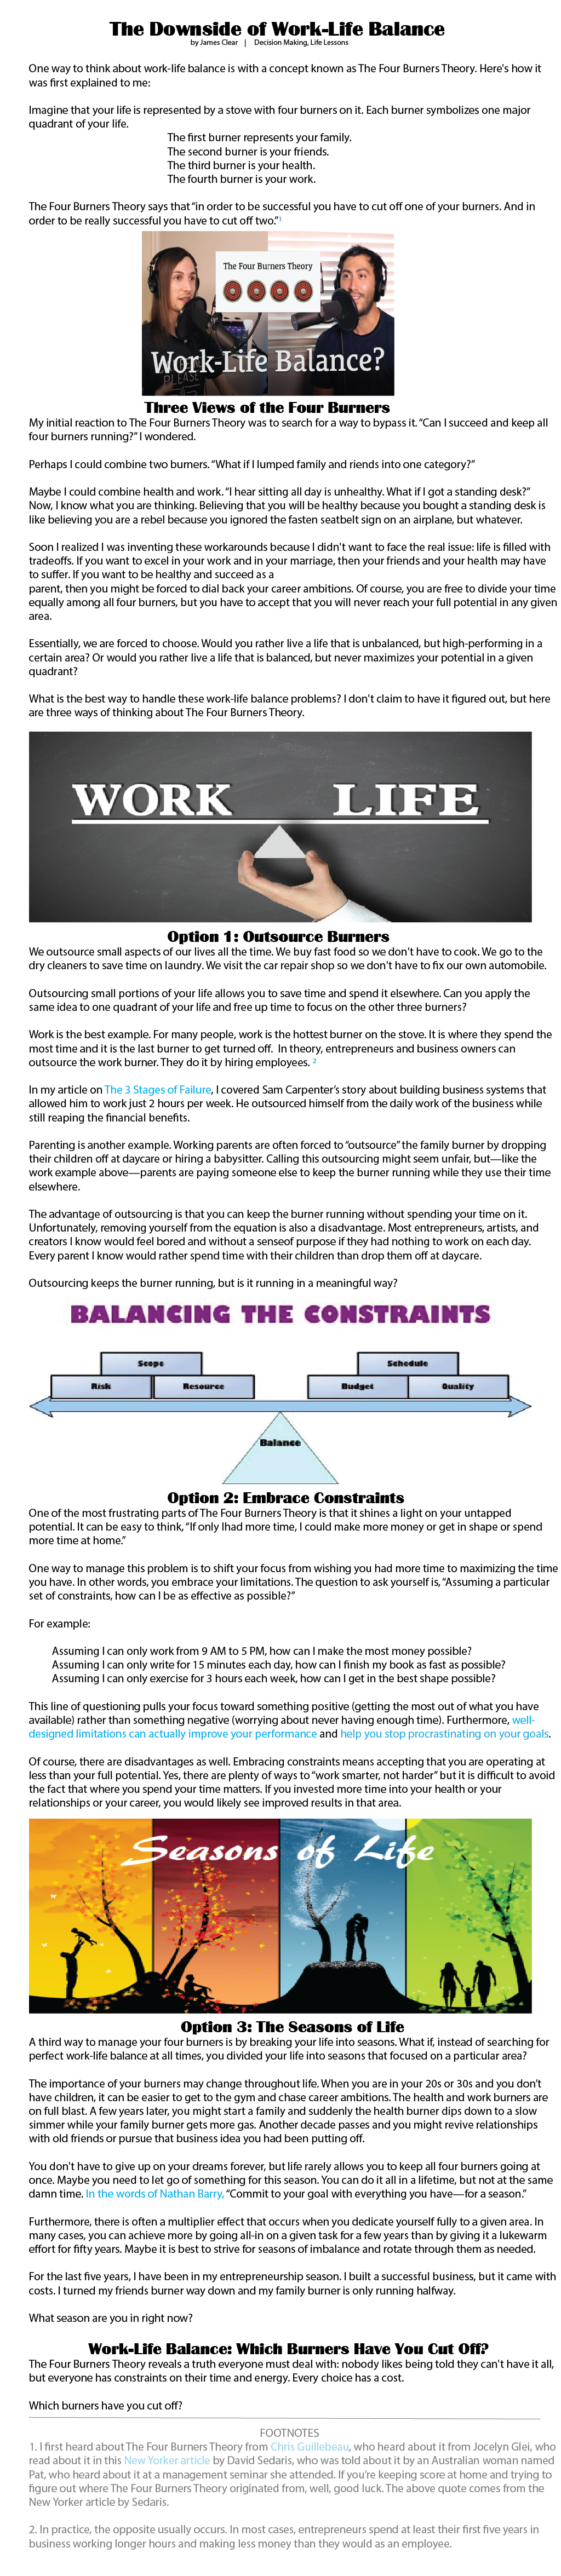 The Downside of Work-Life Balance
by James Clear | Decision Making, Life Lessons
One way to think about work-life balance is with a concept known as The Four Burners Theory. Here's how it
was first explained to me:
Imagine that your life is represented by a stove with four burners on it. Each burner symbolizes one major
quadrant of your life.
The first burner represents your family.
The second burner is your friends.
The third burner is your health.
The fourth burner is your work.
The Four Burners Theory says that “in order to be successful you have to cut off one of your burners. And in
order to be really successful you have to cut off two.”1
The Four Burners Theory
Work-Life Balance?
PLEASE
Three Views of the Four Burners
My initial reaction to The Four Burners Theory was to search for a way to bypass it. “Can I succeed and keep all
four burners running?” I wondered.
Perhaps I could combine two burners. “What if I lumped family and riends into one category?”
Maybe I could combine health and work. “I hear sitting all day is unhealthy. What if I got a standing desk?”
Now, I know what you are thinking. Believing that you will be healthy because you bought a standing desk is
like believing you are a rebel because you ignored the fasten seatbelt sign on an airplane, but whatever.
Soon I realized I was inventing these workarounds because I didn't want to face the real issue: life is filled with
tradeoffs. If you want to excel in your work and in your marriage, then your friends and your health may have
to suffer. If you want to be healthy and succeed as a
parent, then you might be forced to dial back your career ambitions. Of course, you are free to divide your time
equally among all four burners, but you have to accept that you will never reach your full potential in any given
area.
Essentially, we are forced to choose. Would you rather live a life that is unbalanced, but high-performing in a
certain area? Or would you rather live a life that is balanced, but never maximizes your potential in a given
quadrant?
What is the best way to handle these work-life balance problems? I don't claim to have it figured out, but here
are three ways of thinking about The Four Burners Theory.
WORK LIFE
Option 1: Outsource Burners
We outsource small aspects of our lives all the time. We buy fast food so we don't have to cook. We go to the
dry cleaners to save time on laundry. We visit the car repair shop so we don't have to fix our own automobile.
Outsourcing small portions of your life allows you to save time and spend it elsewhere. Can you apply the
same idea to one quadrant of your life and free up time to focus on the other three burners?
Work is the best example. For many people, work is the hottest burner on the stove. It is where they spend the
most time and it is the last burner to get turned off. In theory, entrepreneurs and business owners can
outsource the work burner. They do it by hiring employees. 2
In my article on The 3 Stages of Failure, I covered Sam Carpenter's story about building business systems that
allowed him to work just 2 hours per week. He outsourced himself from the daily work of the business while
still reaping the financial benefits.
Parenting is another example. Working parents are often forced to “outsource” the family burner by dropping
their children off at daycare or hiring a babysitter. Calling this outsourcing might seem unfair, but—like the
work example above—parents are paying someone else to keep the burner running while they use their time
elsewhere.
The advantage of outsourcing is that you can keep the burner running without spending your time on it.
Unfortunately, removing yourself from the equation is also a disadvantage. Most entrepreneurs, artists, and
creators I know would feel bored and without a senseof purpose if they had nothing to work on each day.
Every parent I know would rather spend time with their children than drop them off at daycare.
Outsourcing keeps the burner running, but is it running in a meaningful way?
BALANCING THE CONSTRAINTS
Scope Schedule
Risk Resource Budget Quality
Balance
Option 2: Embrace Constraints
One of the most frustrating parts of The Four Burners Theory is that it shines a light on your untapped
potential. It can be easy to think, “If only Ihad more time, I could make more money or get in shape or spend
more time at home.”
One way to manage this problem is to shift your focus from wishing you had more time to maximizing the time
you have. In other words, you embrace your limitations. The question to ask yourself is, “Assuming a particular
set of constraints, how can I be as effective as possible?”
For example:
Assuming I can only work from 9 AM to 5 PM, how can I make the most money possible?
Assuming I can only write for 15 minutes each day, how can I finish my book as fast as possible?
Assuming I can only exercise for 3 hours each week, how can I get in the best shape possible?
This line of questioning pulls your focus toward something positive (getting the most out of what you have
available) rather than something negative (worrying about never having enough time). Furthermore, well-
designed limitations can actually improve your performance and help you stop procrastinating on your goals.
Of course, there are disadvantages as well. Embracing constraints means accepting that you are operating at
less than your full potential. Yes, there are plenty of ways to “work smarter, not harder” but it is difficult to avoid
the fact that where you spend your time matters. If you invested more time into your health or your
relationships or your career, you would likely see improved results in that area.
Seasons of Life
Option 3: The Seasons of Life
A third way to manage your four burners is by breaking your life into seasons. What if, instead of searching for
perfect work-life balance at all times, you divided your life into seasons that focused on a particular area?
The importance of your burners may change throughout life. When you are in your 20s or 30s and you don't
have children, it can be easier to get to the gym and chase career ambitions. The health and work burners are
on full blast. A few years later, you might start a family and suddenly the health burner dips down to a slow
simmer while your family burner gets more gas. Another decade passes and you might revive relationships
with old friends or pursue that business idea you had been putting off.
You don't have to give up on your dreams forever, but life rarely allows you to keep all four burners going at
once. Maybe you need to let go of something for this season. You can do it all in a lifetime, but not at the same
damn time. In the words of Nathan Barry, “Commit to your goal with everything you have—for a season.”
Furthermore, there is often a multiplier effect that occurs when you dedicate yourself fully to a given area. In
many cases, you can achieve more by going all-in on a given task for a few years than by giving it a lukewarm
effort for fifty years. Maybe it is best to strive for seasons of imbalance and rotate through them as needed.
For the last five years, I have been in my entrepreneurship season. I built a successful business, but it came with
costs. I turned my friends burner way down and my family burner is only running halfway.
What season are you in right now?
Work-Life Balance: Which Burners Have You Cut Off?
The Four Burners Theory reveals a truth everyone must deal with: nobody likes being told they can't have it all,
but everyone has constraints on their time and energy. Every choice has a cost.
Which burners have you cut off?
FOOTNOTES
1. I first heard about The Four Burners Theory from Chris Guillebeau, who heard about it from Jocelyn Glei, who
read about it in this New Yorker article by David Sedaris, who was told about it by an Australian woman named
Pat, who heard about it at a management seminar she attended. If you're keeping score at home and trying to
figure out where The Four Burners Theory originated from, well, good luck. The above quote comes from the
New Yorker article by Sedaris.
2. In practice, the opposite usually occurs. In most cases, entrepreneurs spend at least their first five years in
business working longer hours and making less money than they would as an employee.